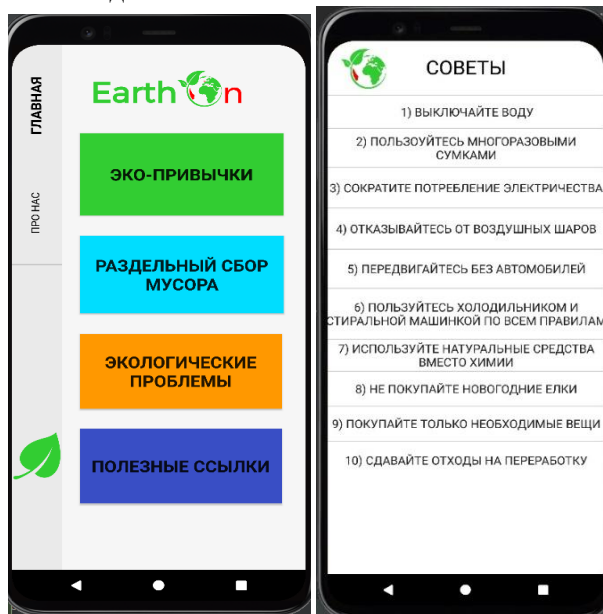 ГЛАВНАЯ
ПРО НАС
Earth On
ЭКО-ПРИВЫЧКИ
РАЗДЕЛЬНЫЙ СБОР
МУСОРА
ЭКОЛОГИЧЕСКИЕ
ПРОБЛЕМЫ
ПОЛЕЗНЫЕ ССЫЛКИ
СОВЕТЫ
1) ВЫКЛЮЧАЙТЕ ВОДУ
2) ПОЛЬЗОУЙТЕСЬ МНОГОРАЗОВЫМИ
СУМКАМИ
3) СОКРАТИТЕ ПОТРЕБЛЕНИЕ ЭЛЕКТРИЧЕСТВА
4) ОТКАЗЫВАЙТЕСЬ ОТ ВОЗДУШНЫХ ШАРОВ
5) ПЕРЕДВИГАЙТЕСЬ БЕЗ АВТОМОБИЛЕЙ
6) ПОЛЬЗУЙТЕСЬ ХОЛОДИЛЬНИКОМ И
СТИРАЛЬНОЙ МАШИНКОЙ ПО ВСЕМ ПРАВИЛАМ
7) ИСПОЛЬЗУЙТЕ НАТУРАЛЬНЫЕ СРЕДСТВА
ВМЕСТО ХИМИИ
8) НЕ ПОКУПАЙТЕ НОВОГОДНИЕ ЕЛКИ
9) ПОКУПАЙТЕ ТОЛЬКО НЕОБХОДИМЫЕ ВЕЩИ
10) СДАВАЙТЕ ОТХОДЫ НА ПЕРЕРАБОТКУ